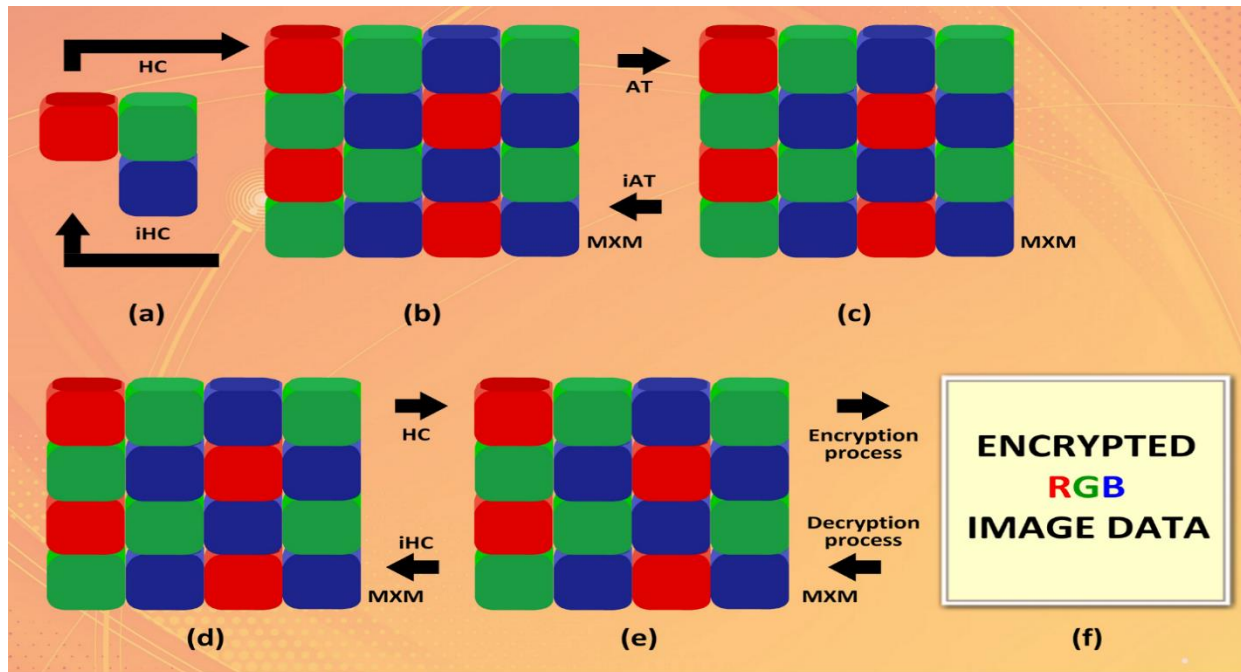 HC
iHC
(a)
MXM
(b)
AT
iAT
MXM
(c)
MXM
(d)
HC
iHC
MXM
(e)
Encryption
process
Decryption
process
ENCRYPTED
RGB
IMAGE DATA
(f)